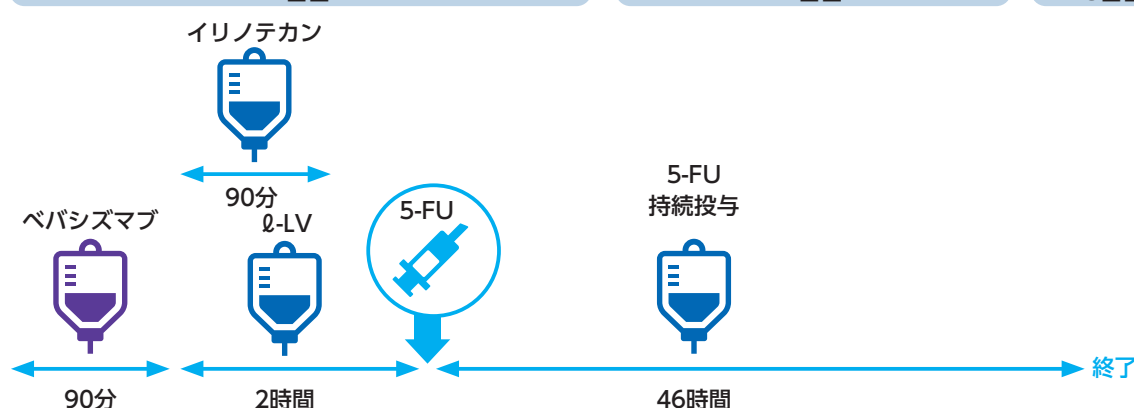 イリノテカン
90分
ベバシズマブ
ℓ-LV
5-FU
5-FU
持続投与
終了
90分
2時間
46時間